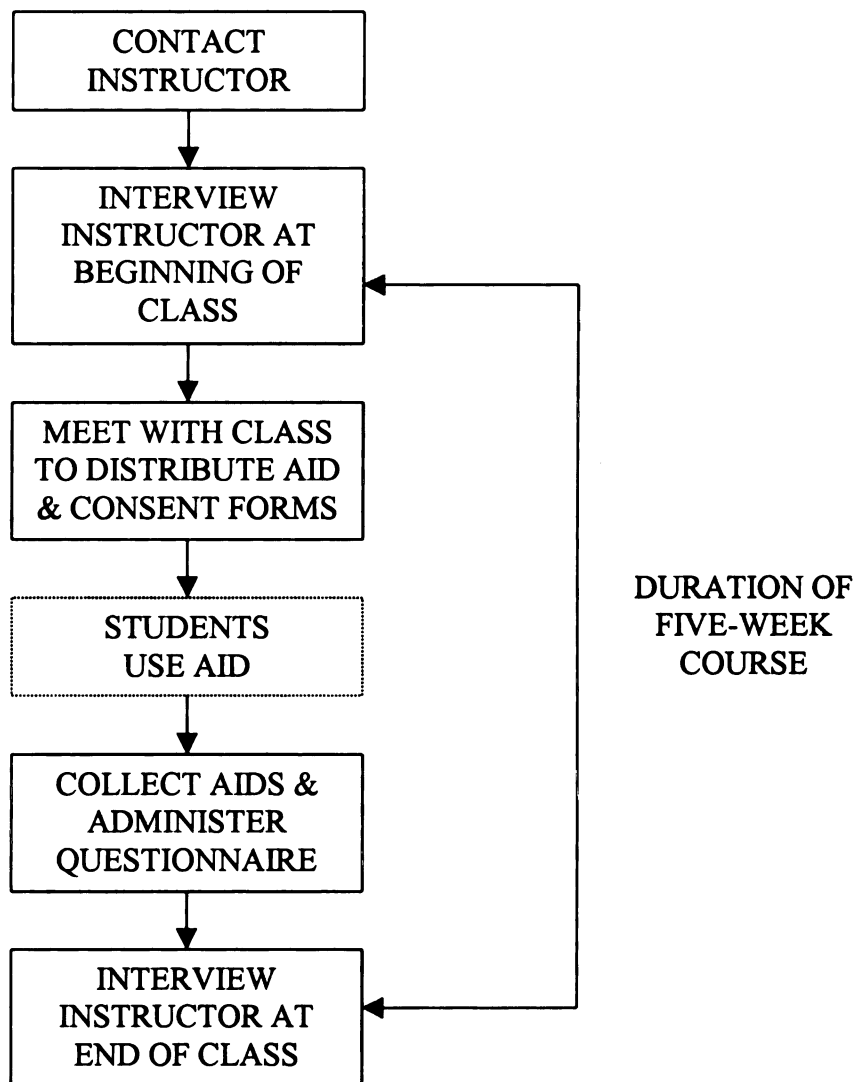 CONTACT
INSTRUCTOR
INTERVIEW
INSTRUCTOR AT
BEGINNING OF
CLASS
MEET WITH CLASS
TO DISTRIBUTE AID
& CONSENT FORMS
STUDENTS
USE AID
COLLECT AIDS &
ADMINISTER
QUESTIONNAIRE
INTERVIEW
INSTRUCTOR AT
END OF CLASS
DURATION OF
FIVE-WEEK
COURSE